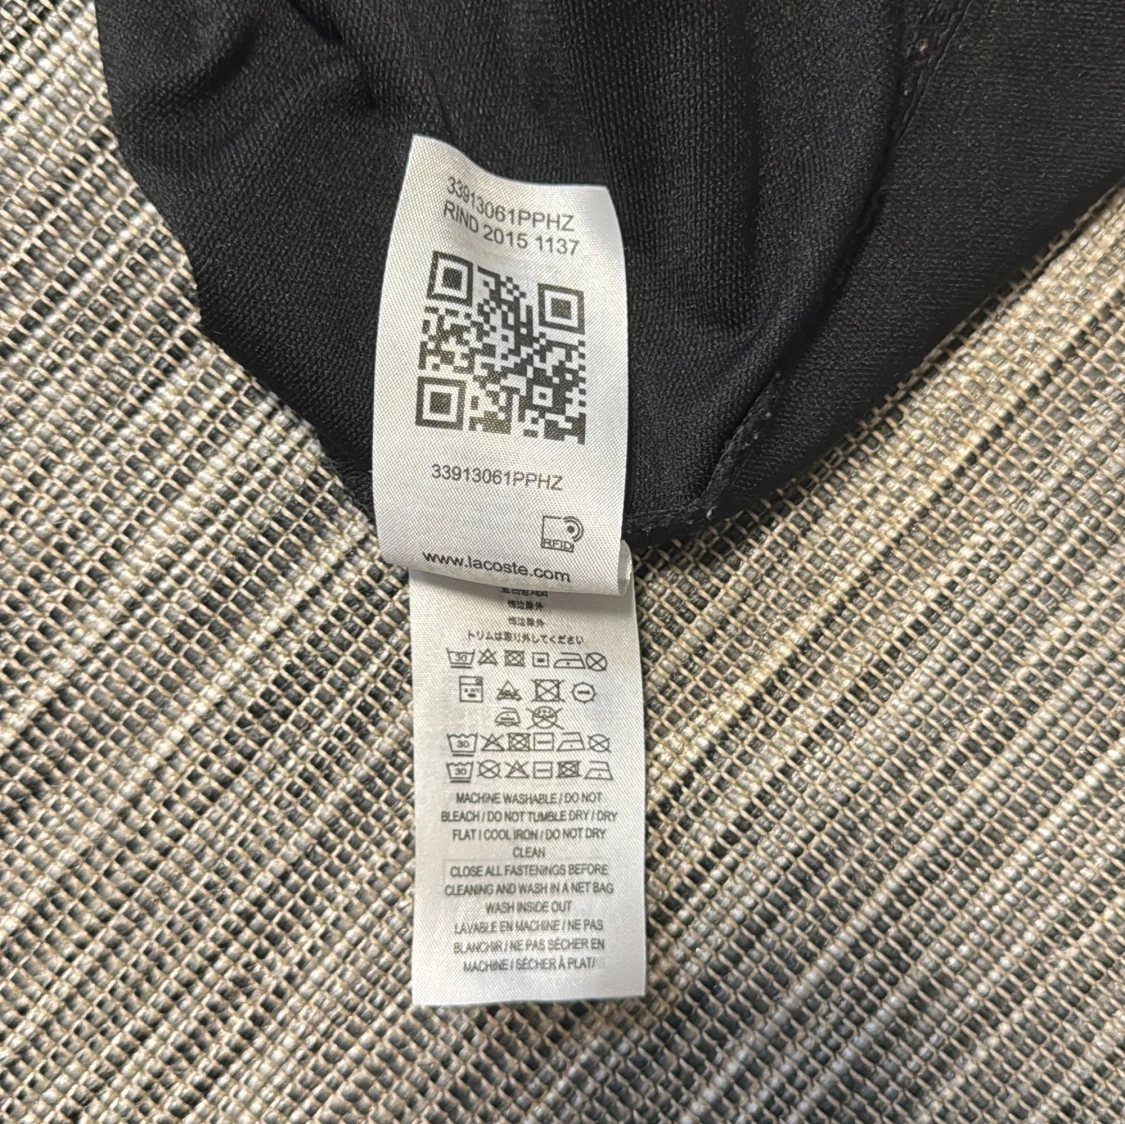 33913061PPHZ
RIND 2015 1137
33913061PPHZ
RFID
www.lacoste.com
トリムは取り外してください
30
30
30
MACHINE WASHABLE / DO NOT
BLEACH / DO NOT TUMBLE DRY / DRY
FLAT / COOL IRON / DO NOT DRY
CLEAN
CLOSE ALL FASTENINGS BEFORE
CLEANING AND WASH IN A NET BAG
WASH INSIDE OUT
LAVABLE EN MACHINE / NE PAS
BLANCHIR / NE PAS SÉCHER EN
MACHINE / SÉCHER À PLAT/